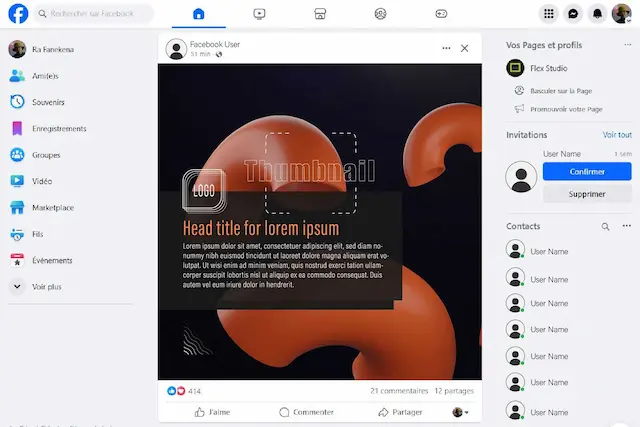 Rechercher sur Facebook
Ra Fanekena
Ami(e)s
Souvenirs
Enregistrements
Groupes
Vidéo
Marketplace
Fils
Évènements
Voir plus
Facebook User
51 min
Thumbnail
LOGO
Head title for lorem ipsum
Lorem ipsum dolor sit amet, consectetuer adipiscing elit, sed diam no-
nummy nibh euismod tincidunt ut laoreet dolore magna aliquam erat vo-
lutpat. Ut wisi enim ad minim veniam, quis nostrud exerci tation ullam-
corper suscipit lobortis nisl ut aliquip ex ea commodo consequat. Duis
autem vel eum iriure dolor in hendrerit.
414
21 commentaires 12 partages
J'aime
Commenter
Partager
Vos Pages et profils
Flex Studio
Basculer sur la Page
Promouvoir votre Page
Invitations
Voir tout
User Name
1 sem
Confirmer
Supprimer
Contacts
User Name
User Name
User Name
User Name
User Name
User Name
User Name